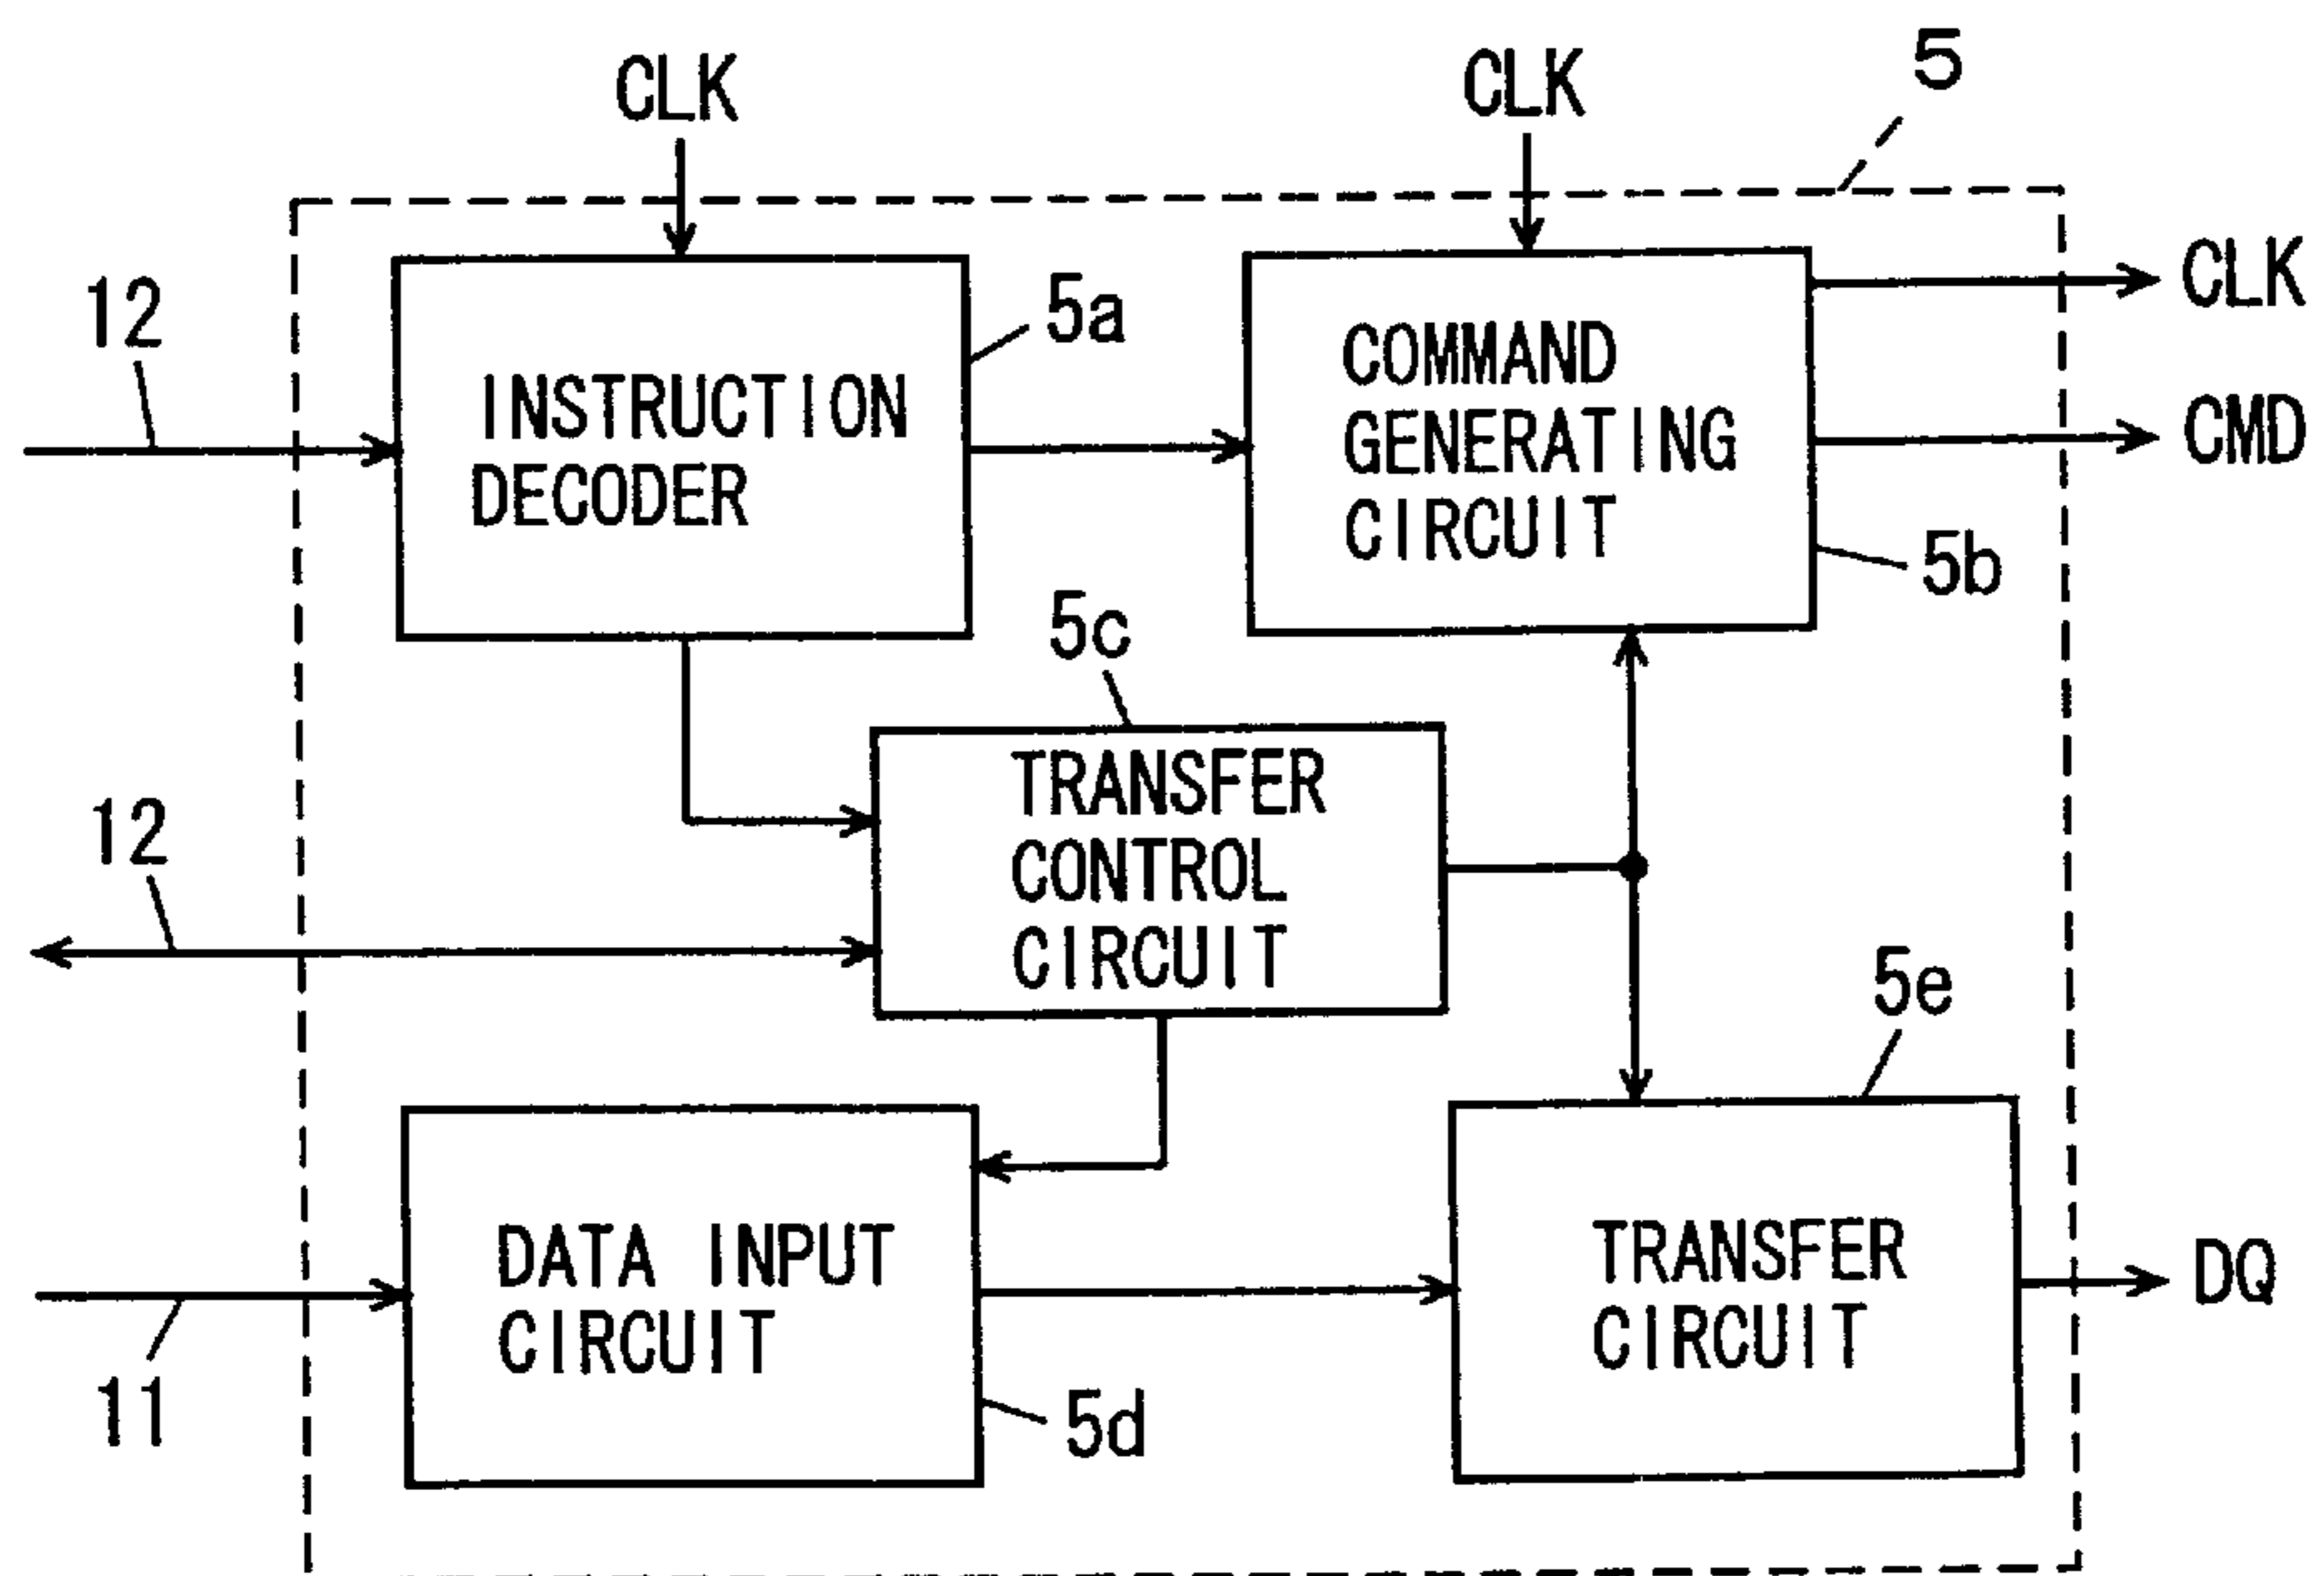 CLK
CLK
5
12
INSTRUCTION
DECODER
5a
COMMAND
GENERATING
CIRCUIT
5b
CLK
CMD
12
5c
TRANSFER
CONTROL
CIRCUIT
11
DATA INPUT
CIRCUIT
5d
5e
TRANSFER
CIRCUIT
DQ